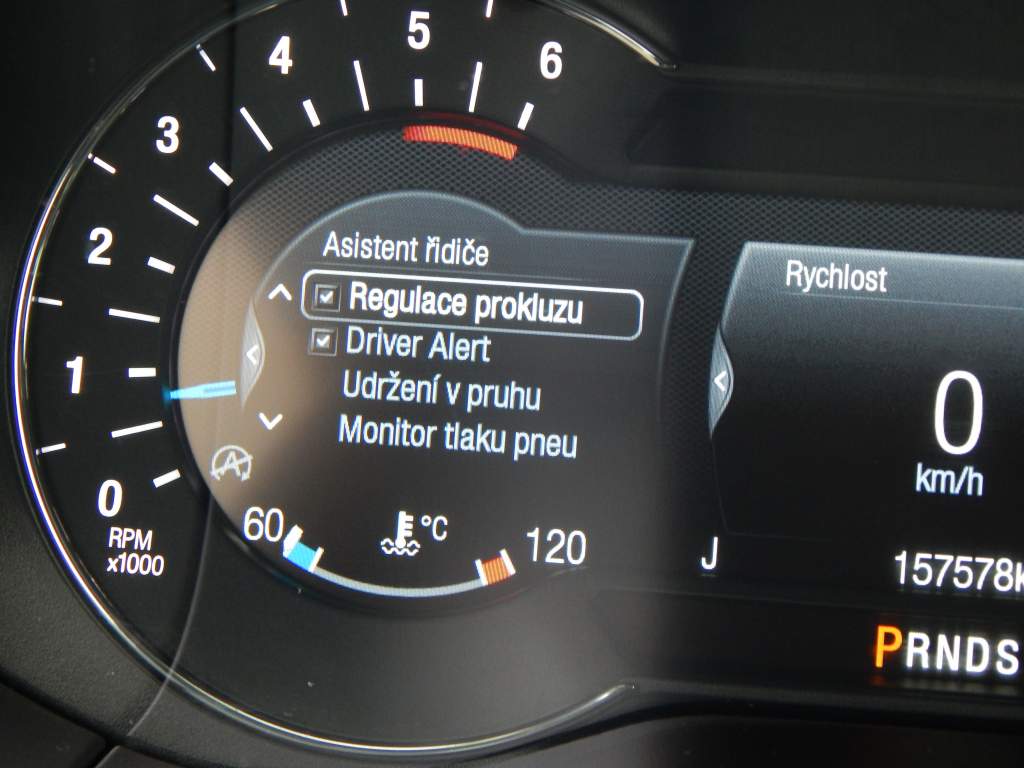 6
5
4
3
2
1
0
RPM
x1000
Asistent řidiče
Regulace prokluzu
Driver Alert
Udržení v pruhu
Monitor tlaku pneu
A
60
°C
120
Rychlost
0
km/h
J
157578k
PRNDS